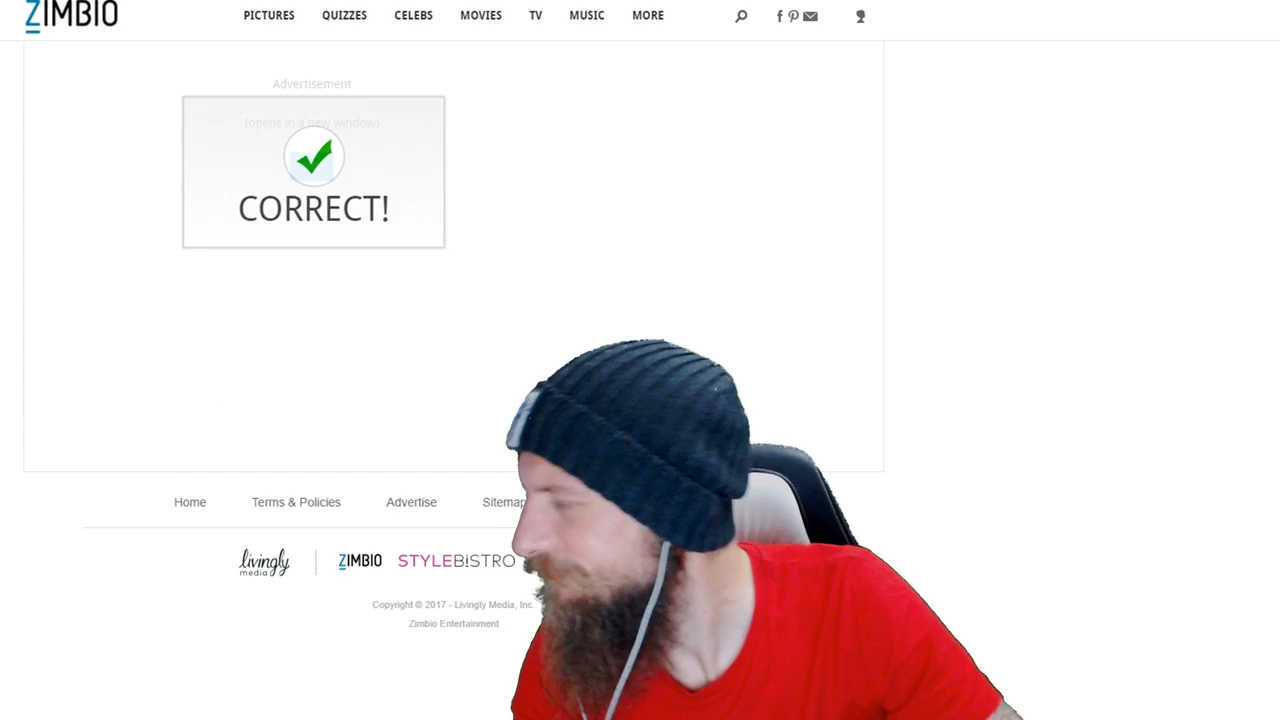 ZIMBIO
PICTURES QUIZZES CELEBS MOVIES TV MUSIC MORE
Advertisement
(opens in a new window)
CORRECT!
Home Terms & Policies Advertise Sitemap
livingly media ZIMBIO STYLEBISTRO
Copyright © 2017 - Livingly Media, Inc.
Zimbio Entertainment